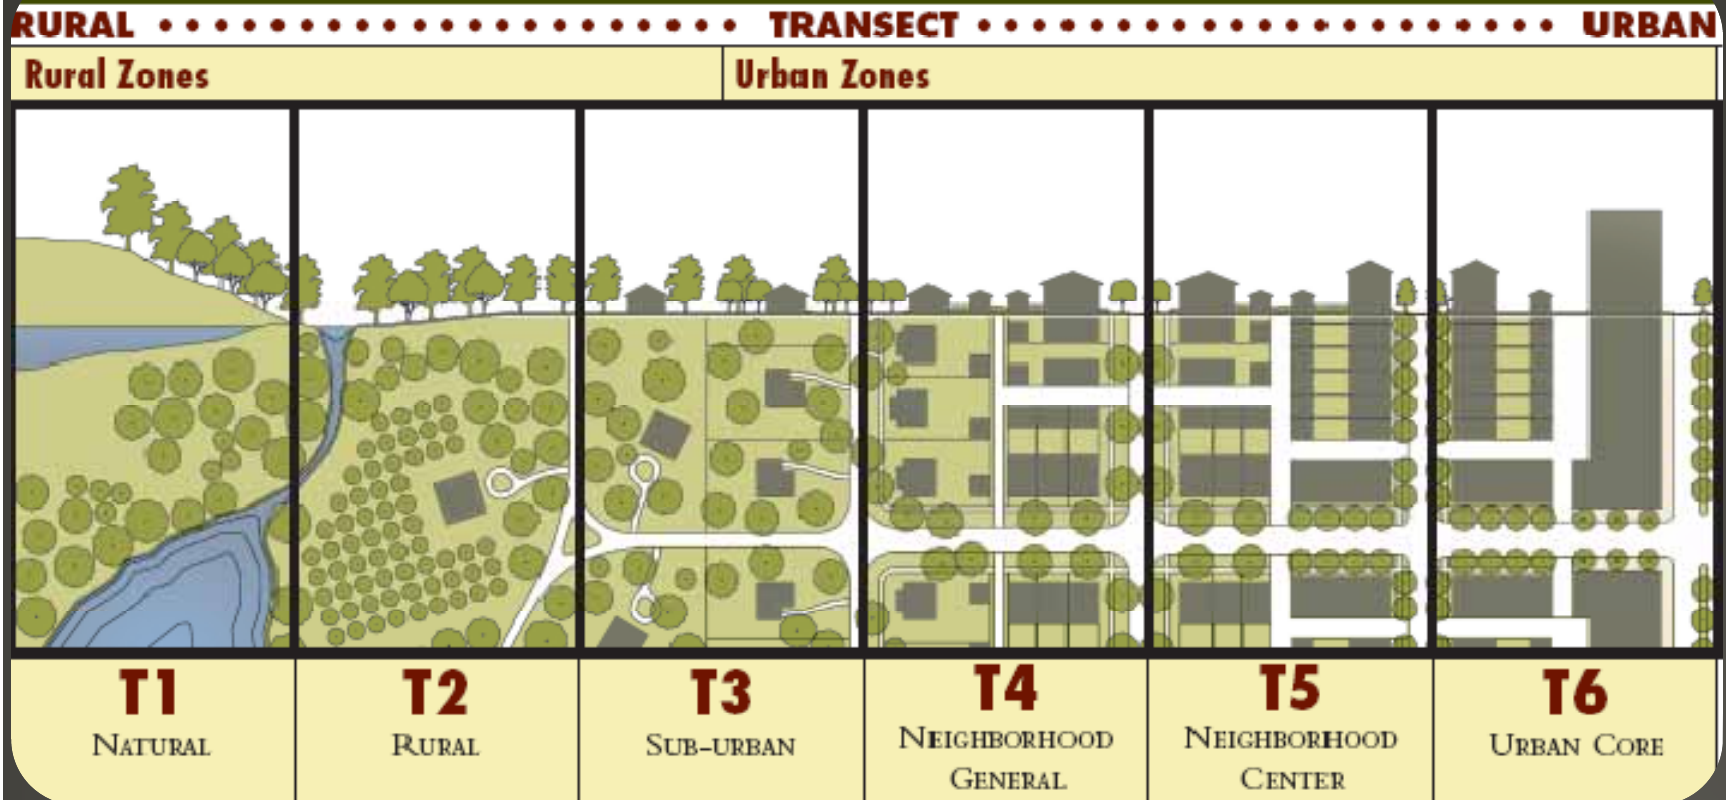 RURAL TRANSECT URBAN
Rural Zones Urban Zones
T1 T2 T3 T4 T5 T6
NATURAL RURAL SUB-URBAN NEIGHBORHOOD GENERAL NEIGHBORHOOD CENTER URBAN CORE